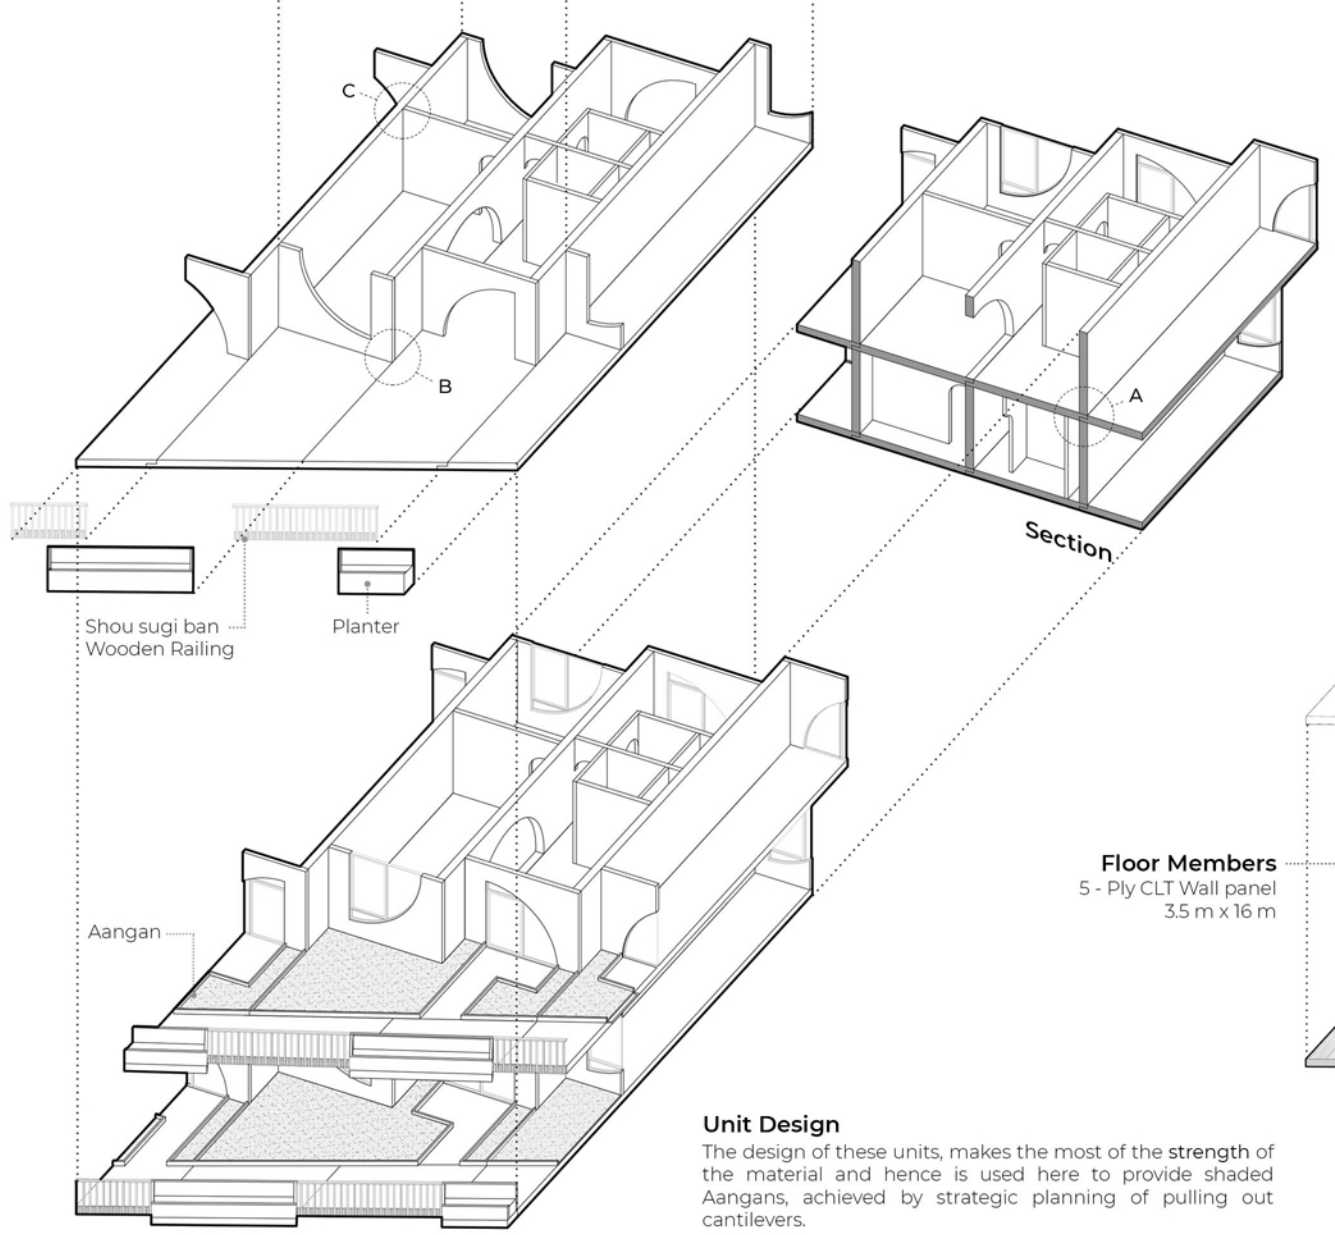 C
B
A
Section
Shou sugi ban
Wooden Railing
Planter
Aangan
Floor Members
5 - Ply CLT Wall panel
3.5 m x 16 m
Unit Design
The design of these units, makes the most of the strength of
the material and hence is used here to provide shaded
Aangans, achieved by strategic planning of pulling out
cantilevers.